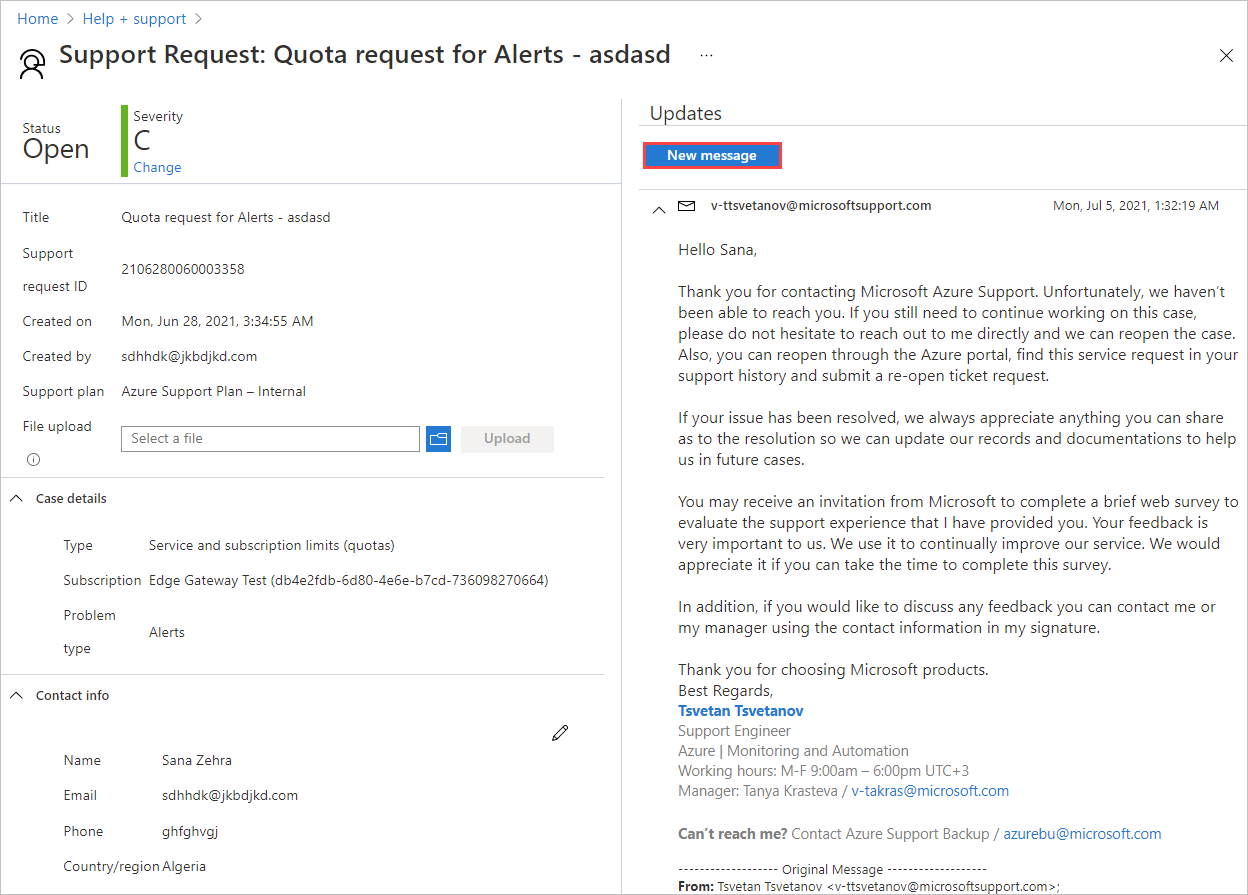 Home > Help + support >
Support Request: Quota request for Alerts - asdasd ...
Status
Open
Severity
C
Change
Title Quota request for Alerts - asdasd
Support
request ID
2106280060003358
Created on Mon, Jun 28, 2021, 3:34:55 AM
Created by sdhhdk@jkbdjkd.com
Support plan Azure Support Plan – Internal
File upload
Select a file
Upload
Case details
Type Service and subscription limits (quotas)
Subscription Edge Gateway Test (db4e2fdb-6d80-4e6e-b7cd-736098270664)
Problem
type
Alerts
Contact info
Name Sana Zehra
Email sdhhdk@jkbdjkd.com
Phone ghfghvgj
Country/region Algeria
Updates
New message
v-ttsvetanov@microsoftsupport.com Mon, Jul 5, 2021, 1:32:19 AM
Hello Sana,
Thank you for contacting Microsoft Azure Support. Unfortunately, we haven’t
been able to reach you. If you still need to continue working on this case,
please do not hesitate to reach out to me directly and we can reopen the case.
Also, you can reopen through the Azure portal, find this service request in your
support history and submit a re-open ticket request.
If your issue has been resolved, we always appreciate anything you can share
as to the resolution so we can update our records and documentations to help
us in future cases.
You may receive an invitation from Microsoft to complete a brief web survey to
evaluate the support experience that I have provided you. Your feedback is
very important to us. We use it to continually improve our service. We would
appreciate it if you can take the time to complete this survey.
In addition, if you would like to discuss any feedback you can contact me or
my manager using the contact information in my signature.
Thank you for choosing Microsoft products.
Best Regards,
Tsvetan Tsvetanov
Support Engineer
Azure | Monitoring and Automation
Working hours: M-F 9:00am – 6:00pm UTC+3
Manager: Tanya Krasteva / v-takras@microsoft.com
Can’t reach me? Contact Azure Support Backup / azurebu@microsoft.com
------------------- Original Message -------------------
From: Tsvetan Tsvetanov <v-ttsvetanov@microsoftsupport.com>;